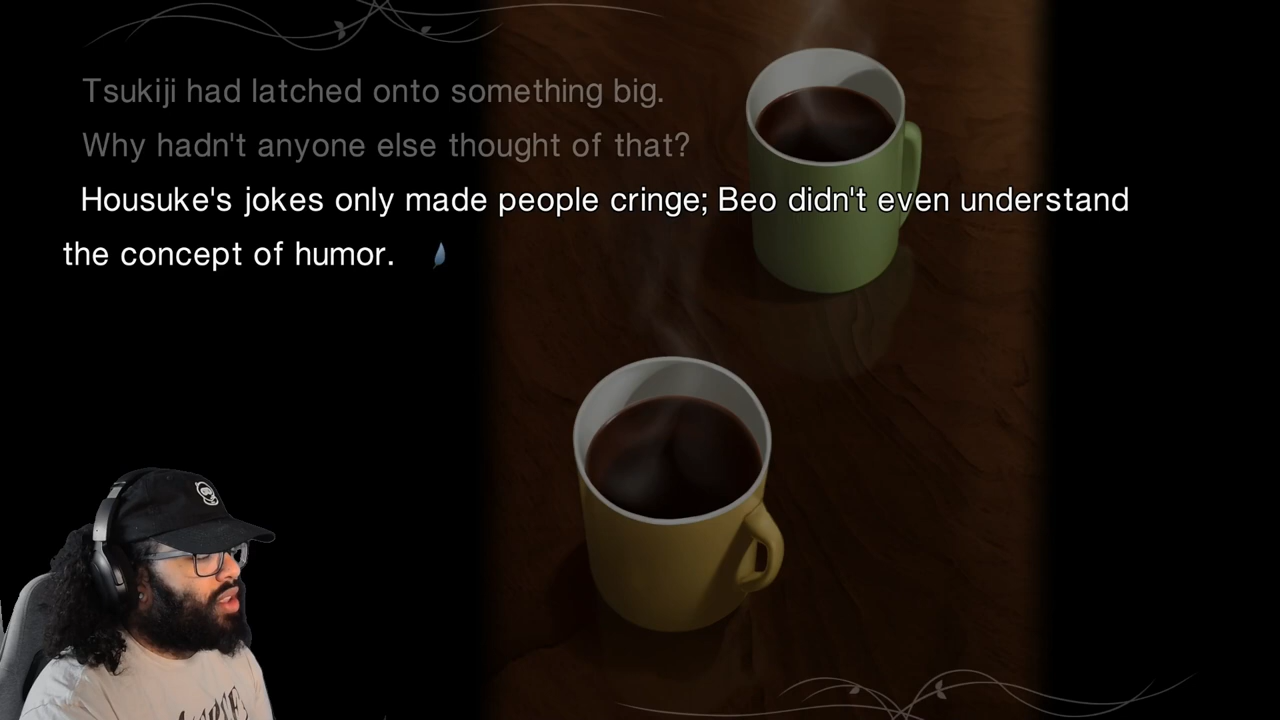 Tsukiji had latched onto something big.
Why hadn't anyone else thought of that?
Housuke's jokes only made people cringe; Beo didn't even understand
the concept of humor.